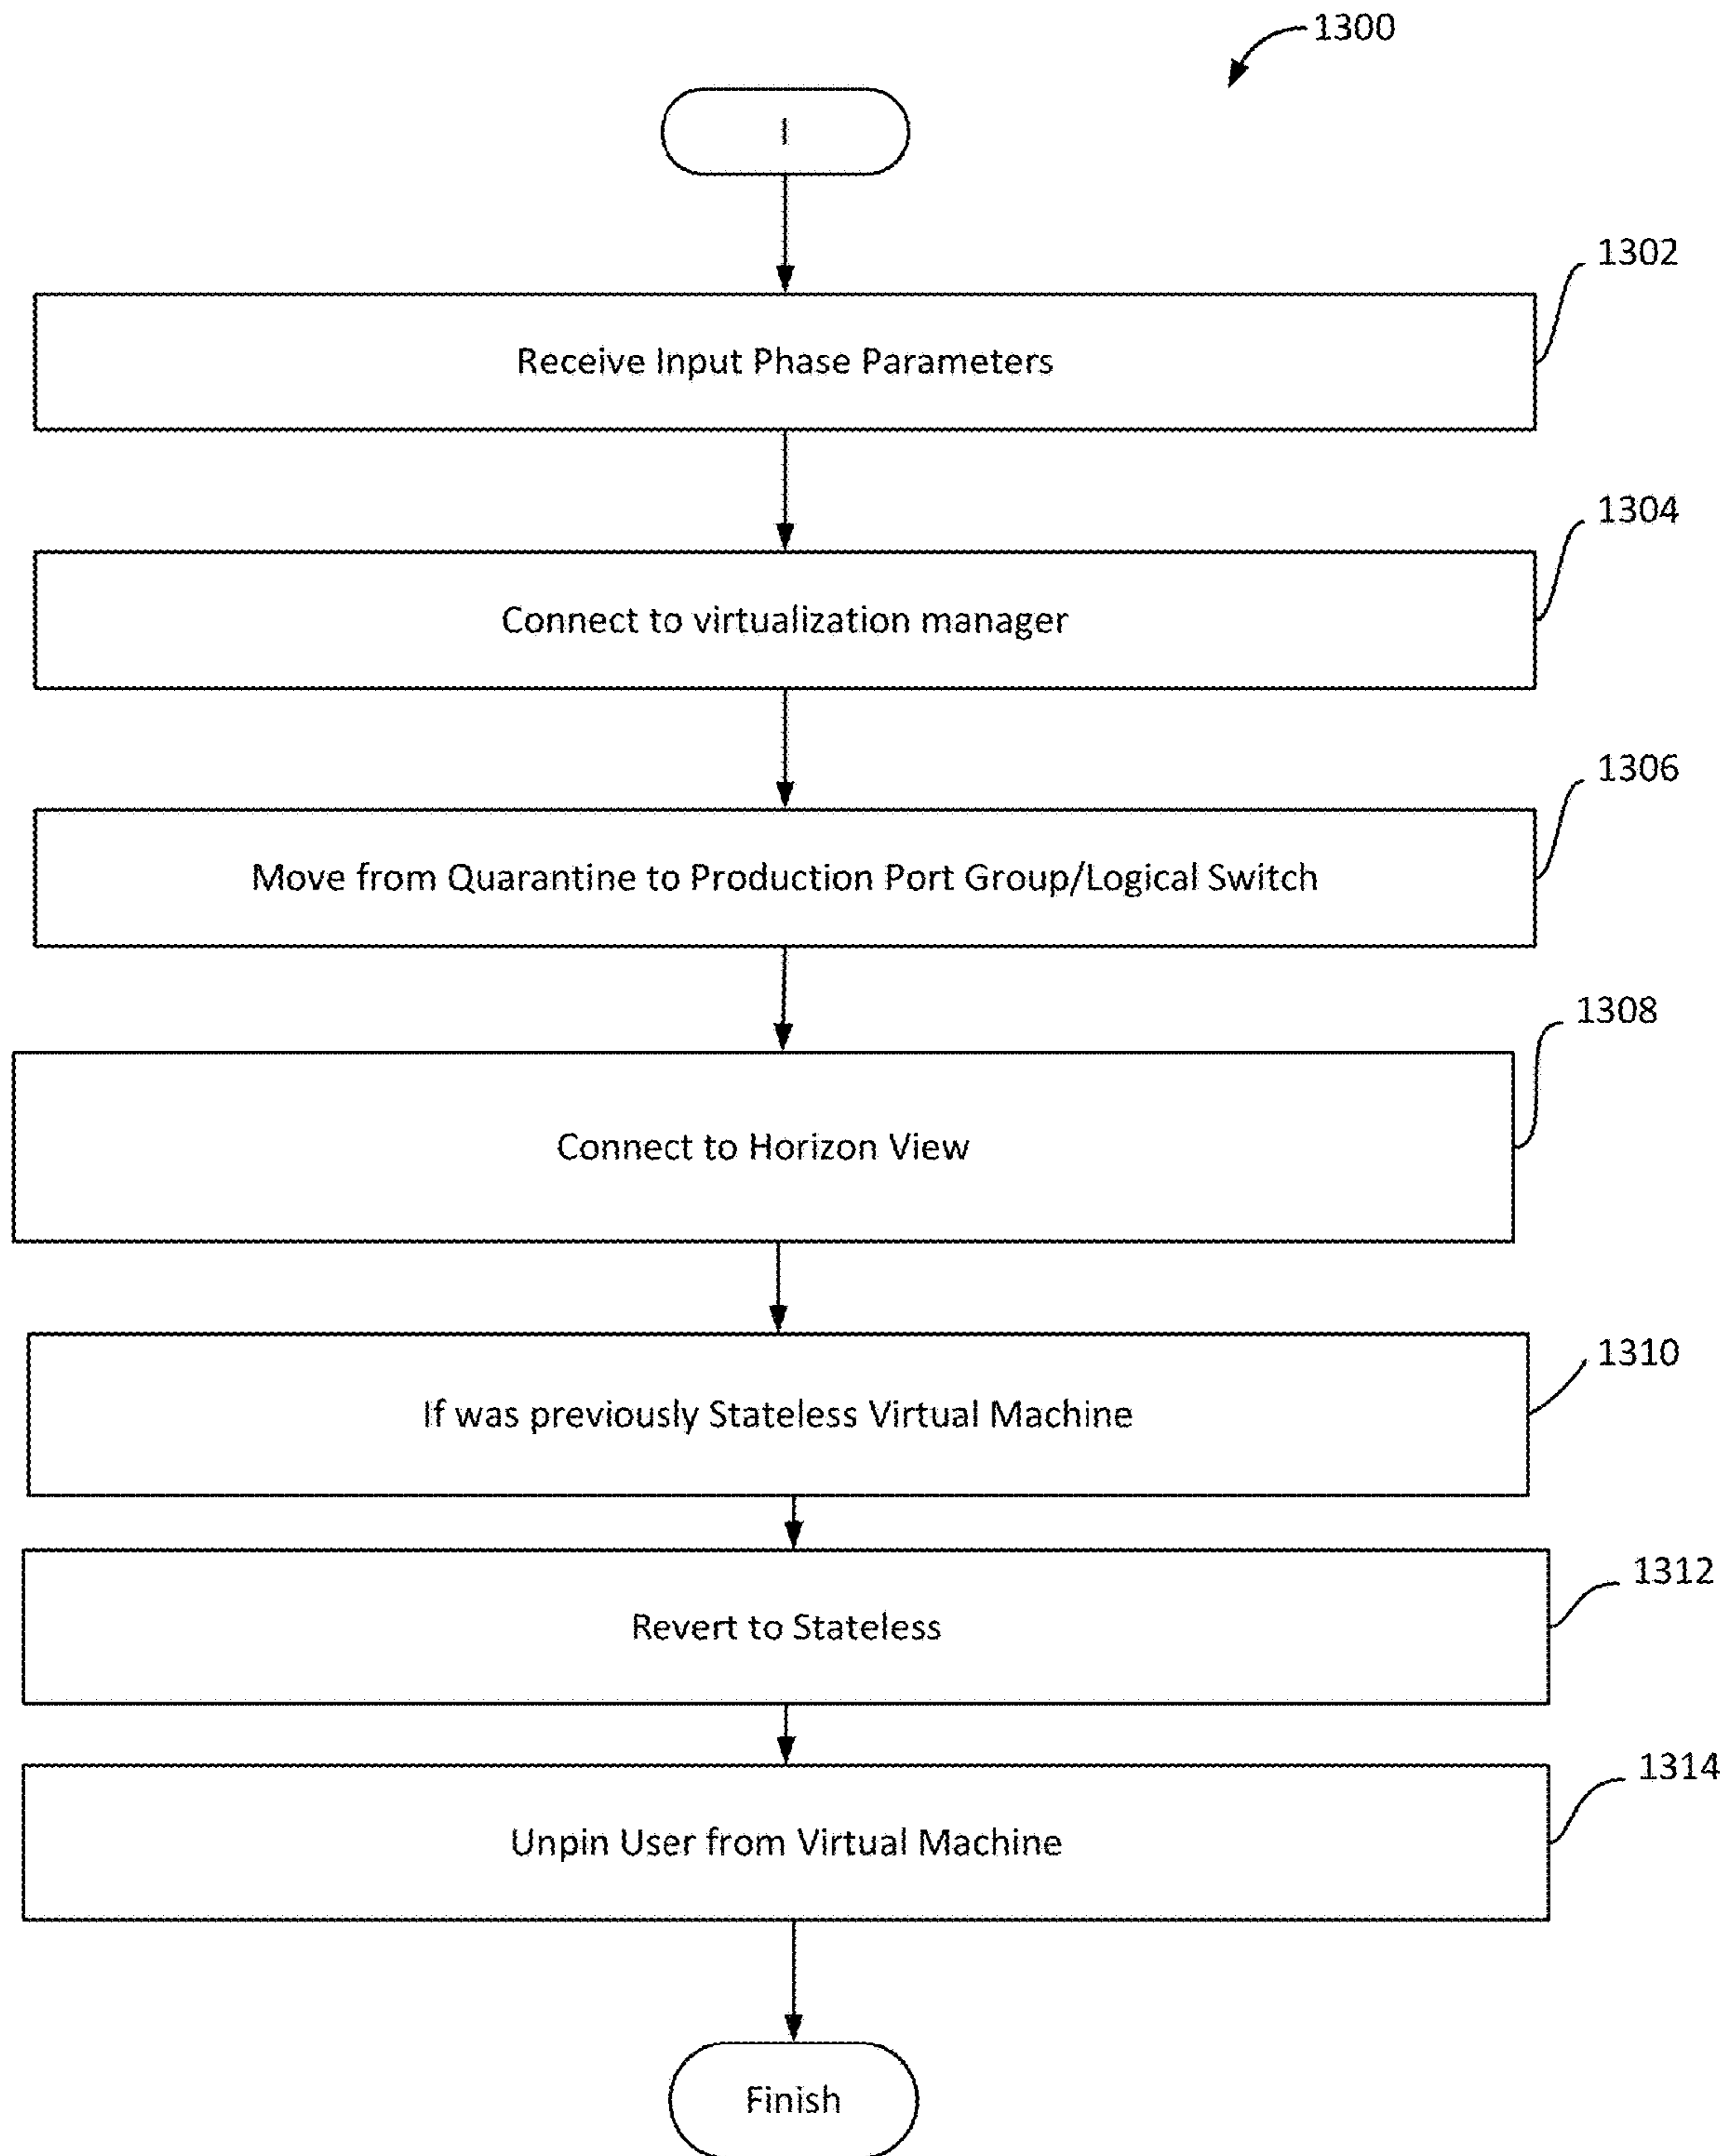 1300
I
1302
Receive Input Phase Parameters
1304
Connect to virtualization manager
1306
Move from Quarantine to Production Port Group/Logical Switch
1308
Connect to Horizon View
1310
If was previously Stateless Virtual Machine
1312
Revert to Stateless
1314
Unpin User from Virtual Machine
Finish